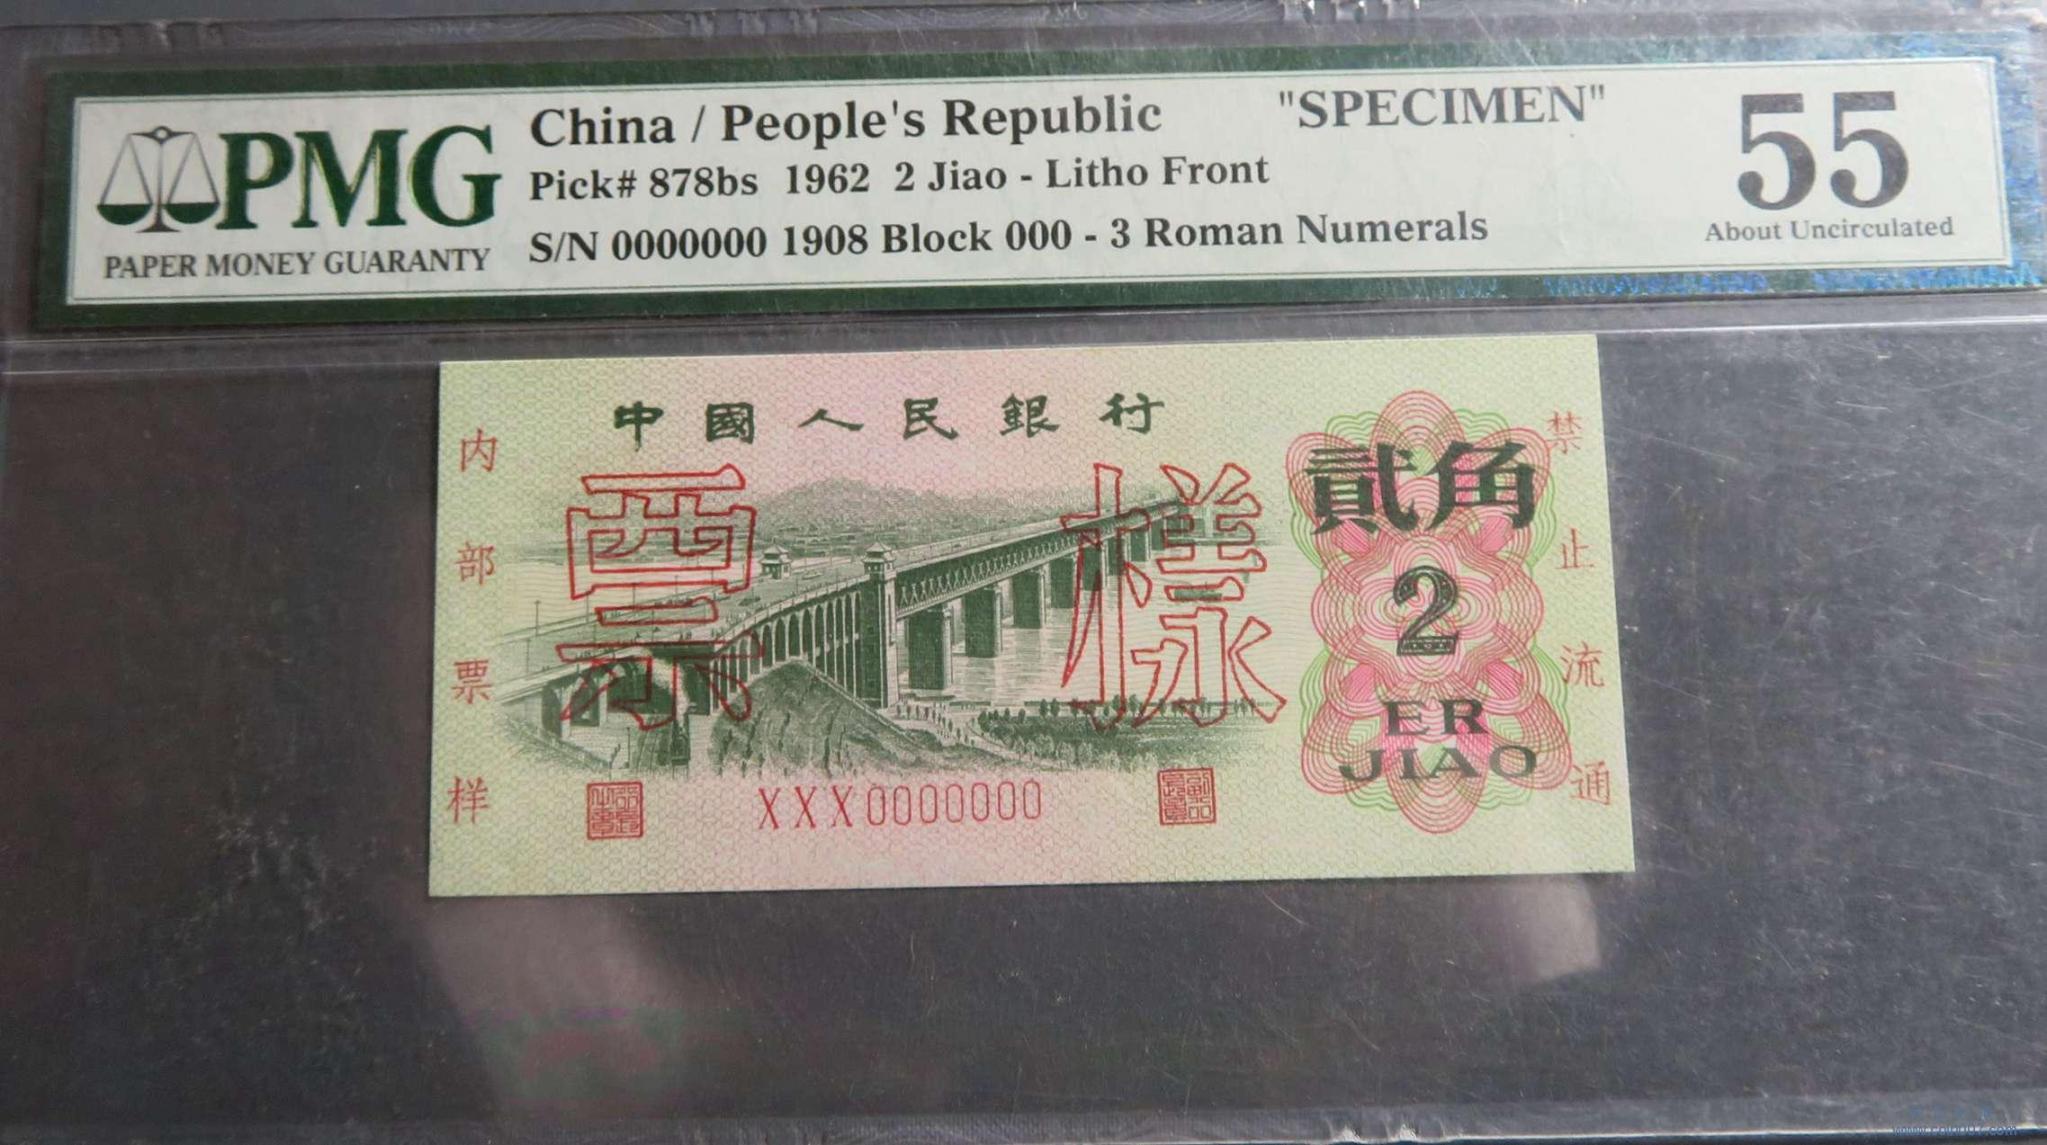 PMG
PAPER MONEY GUARANTY
China / People's Republic "SPECIMEN"
Pick# 878bs 1962 2 Jiao - Litho Front
S/N 0000000 1908 Block 000 - 3 Roman Numerals
55
About Uncirculated
中國人民銀行
内部票样
票樣
貳角
2
ER
JIAO
禁止流通
XXX0000000